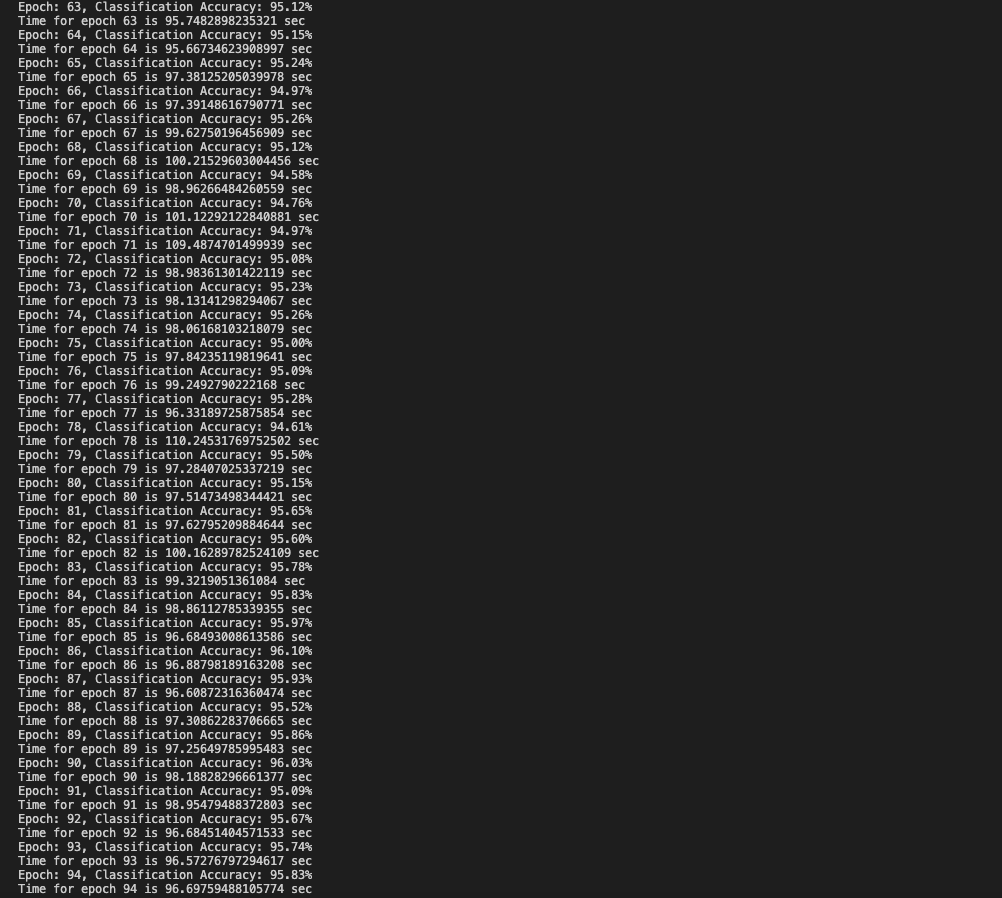 Epoch: 63, Classification Accuracy: 95.12%
Time for epoch 63 is 95.7482898235321 sec
Epoch: 64, Classification Accuracy: 95.15%
Time for epoch 64 is 95.66734623908997 sec
Epoch: 65, Classification Accuracy: 95.24%
Time for epoch 65 is 97.38125205039978 sec
Epoch: 66, Classification Accuracy: 94.97%
Time for epoch 66 is 97.39148616790771 sec
Epoch: 67, Classification Accuracy: 95.26%
Time for epoch 67 is 99.62750196456909 sec
Epoch: 68, Classification Accuracy: 95.12%
Time for epoch 68 is 100.21529603004456 sec
Epoch: 69, Classification Accuracy: 94.58%
Time for epoch 69 is 98.96266484260559 sec
Epoch: 70, Classification Accuracy: 94.76%
Time for epoch 70 is 101.12292122840881 sec
Epoch: 71, Classification Accuracy: 94.97%
Time for epoch 71 is 109.4874701499939 sec
Epoch: 72, Classification Accuracy: 95.08%
Time for epoch 72 is 98.98361301422119 sec
Epoch: 73, Classification Accuracy: 95.23%
Time for epoch 73 is 98.13141298294067 sec
Epoch: 74, Classification Accuracy: 95.26%
Time for epoch 74 is 98.06168103218079 sec
Epoch: 75, Classification Accuracy: 95.00%
Time for epoch 75 is 97.84235119819641 sec
Epoch: 76, Classification Accuracy: 95.09%
Time for epoch 76 is 99.2492790222168 sec
Epoch: 77, Classification Accuracy: 95.28%
Time for epoch 77 is 96.33189725875854 sec
Epoch: 78, Classification Accuracy: 94.61%
Time for epoch 78 is 110.24531769752502 sec
Epoch: 79, Classification Accuracy: 95.50%
Time for epoch 79 is 97.28407025337219 sec
Epoch: 80, Classification Accuracy: 95.15%
Time for epoch 80 is 97.51473498344421 sec
Epoch: 81, Classification Accuracy: 95.65%
Time for epoch 81 is 97.62795209884644 sec
Epoch: 82, Classification Accuracy: 95.60%
Time for epoch 82 is 100.16289782524109 sec
Epoch: 83, Classification Accuracy: 95.78%
Time for epoch 83 is 99.3219051361084 sec
Epoch: 84, Classification Accuracy: 95.83%
Time for epoch 84 is 98.86112785339355 sec
Epoch: 85, Classification Accuracy: 95.97%
Time for epoch 85 is 96.68493008613586 sec
Epoch: 86, Classification Accuracy: 96.10%
Time for epoch 86 is 96.88798189163208 sec
Epoch: 87, Classification Accuracy: 95.93%
Time for epoch 87 is 96.60872316360474 sec
Epoch: 88, Classification Accuracy: 95.52%
Time for epoch 88 is 97.30862283706665 sec
Epoch: 89, Classification Accuracy: 95.86%
Time for epoch 89 is 97.25649785995483 sec
Epoch: 90, Classification Accuracy: 96.03%
Time for epoch 90 is 98.18828296661377 sec
Epoch: 91, Classification Accuracy: 95.09%
Time for epoch 91 is 98.95479488372803 sec
Epoch: 92, Classification Accuracy: 95.67%
Time for epoch 92 is 96.68451404571533 sec
Epoch: 93, Classification Accuracy: 95.74%
Time for epoch 93 is 96.57276797294617 sec
Epoch: 94, Classification Accuracy: 95.83%
Time for epoch 94 is 96.69759488105774 sec